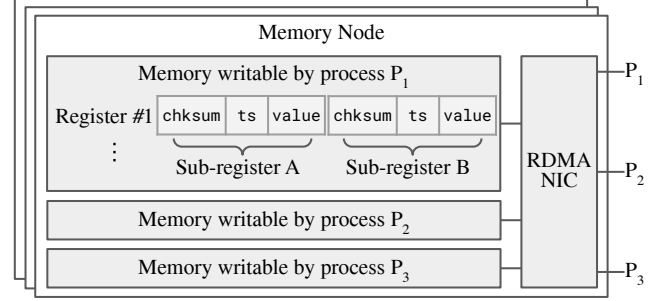 Memory Node
Memory writable by process P1
Register #1 chksum ts value chksum ts value
⋮
Sub-register A Sub-register B
Memory writable by process P2
Memory writable by process P3
RDMA
NIC
P1
P2
P3